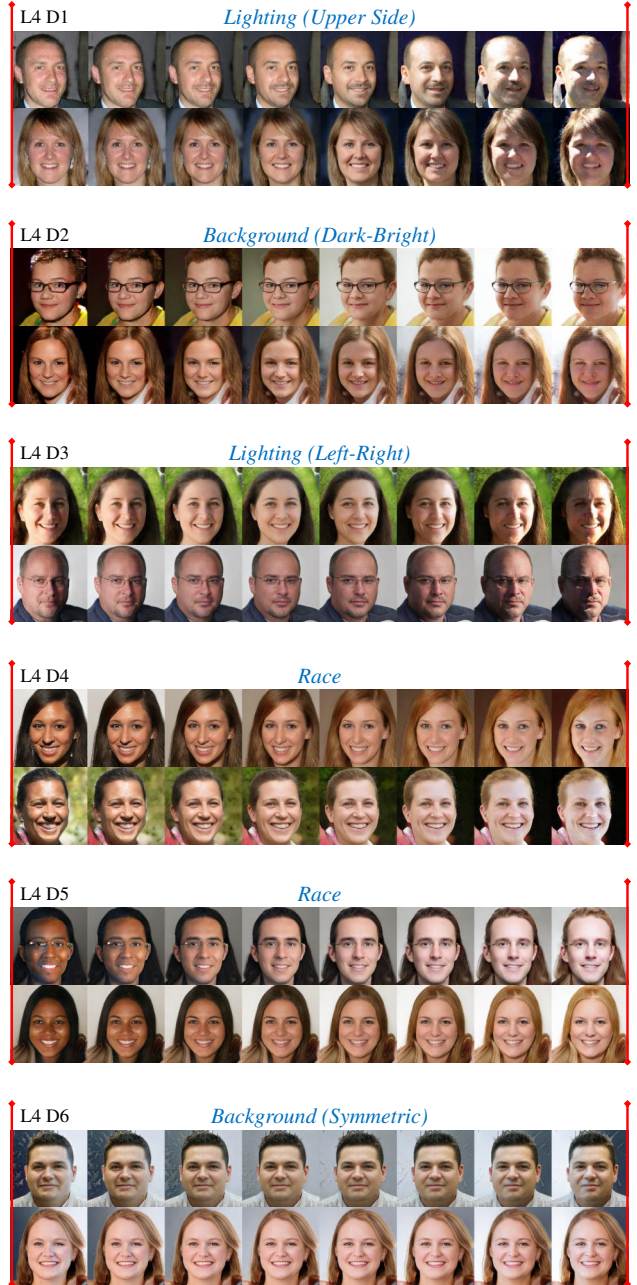 L4 D1 Lighting (Upper Side)
L4 D2 Background (Dark-Bright)
L4 D3 Lighting (Left-Right)
L4 D4 Race
L4 D5 Race
L4 D6 Background (Symmetric)